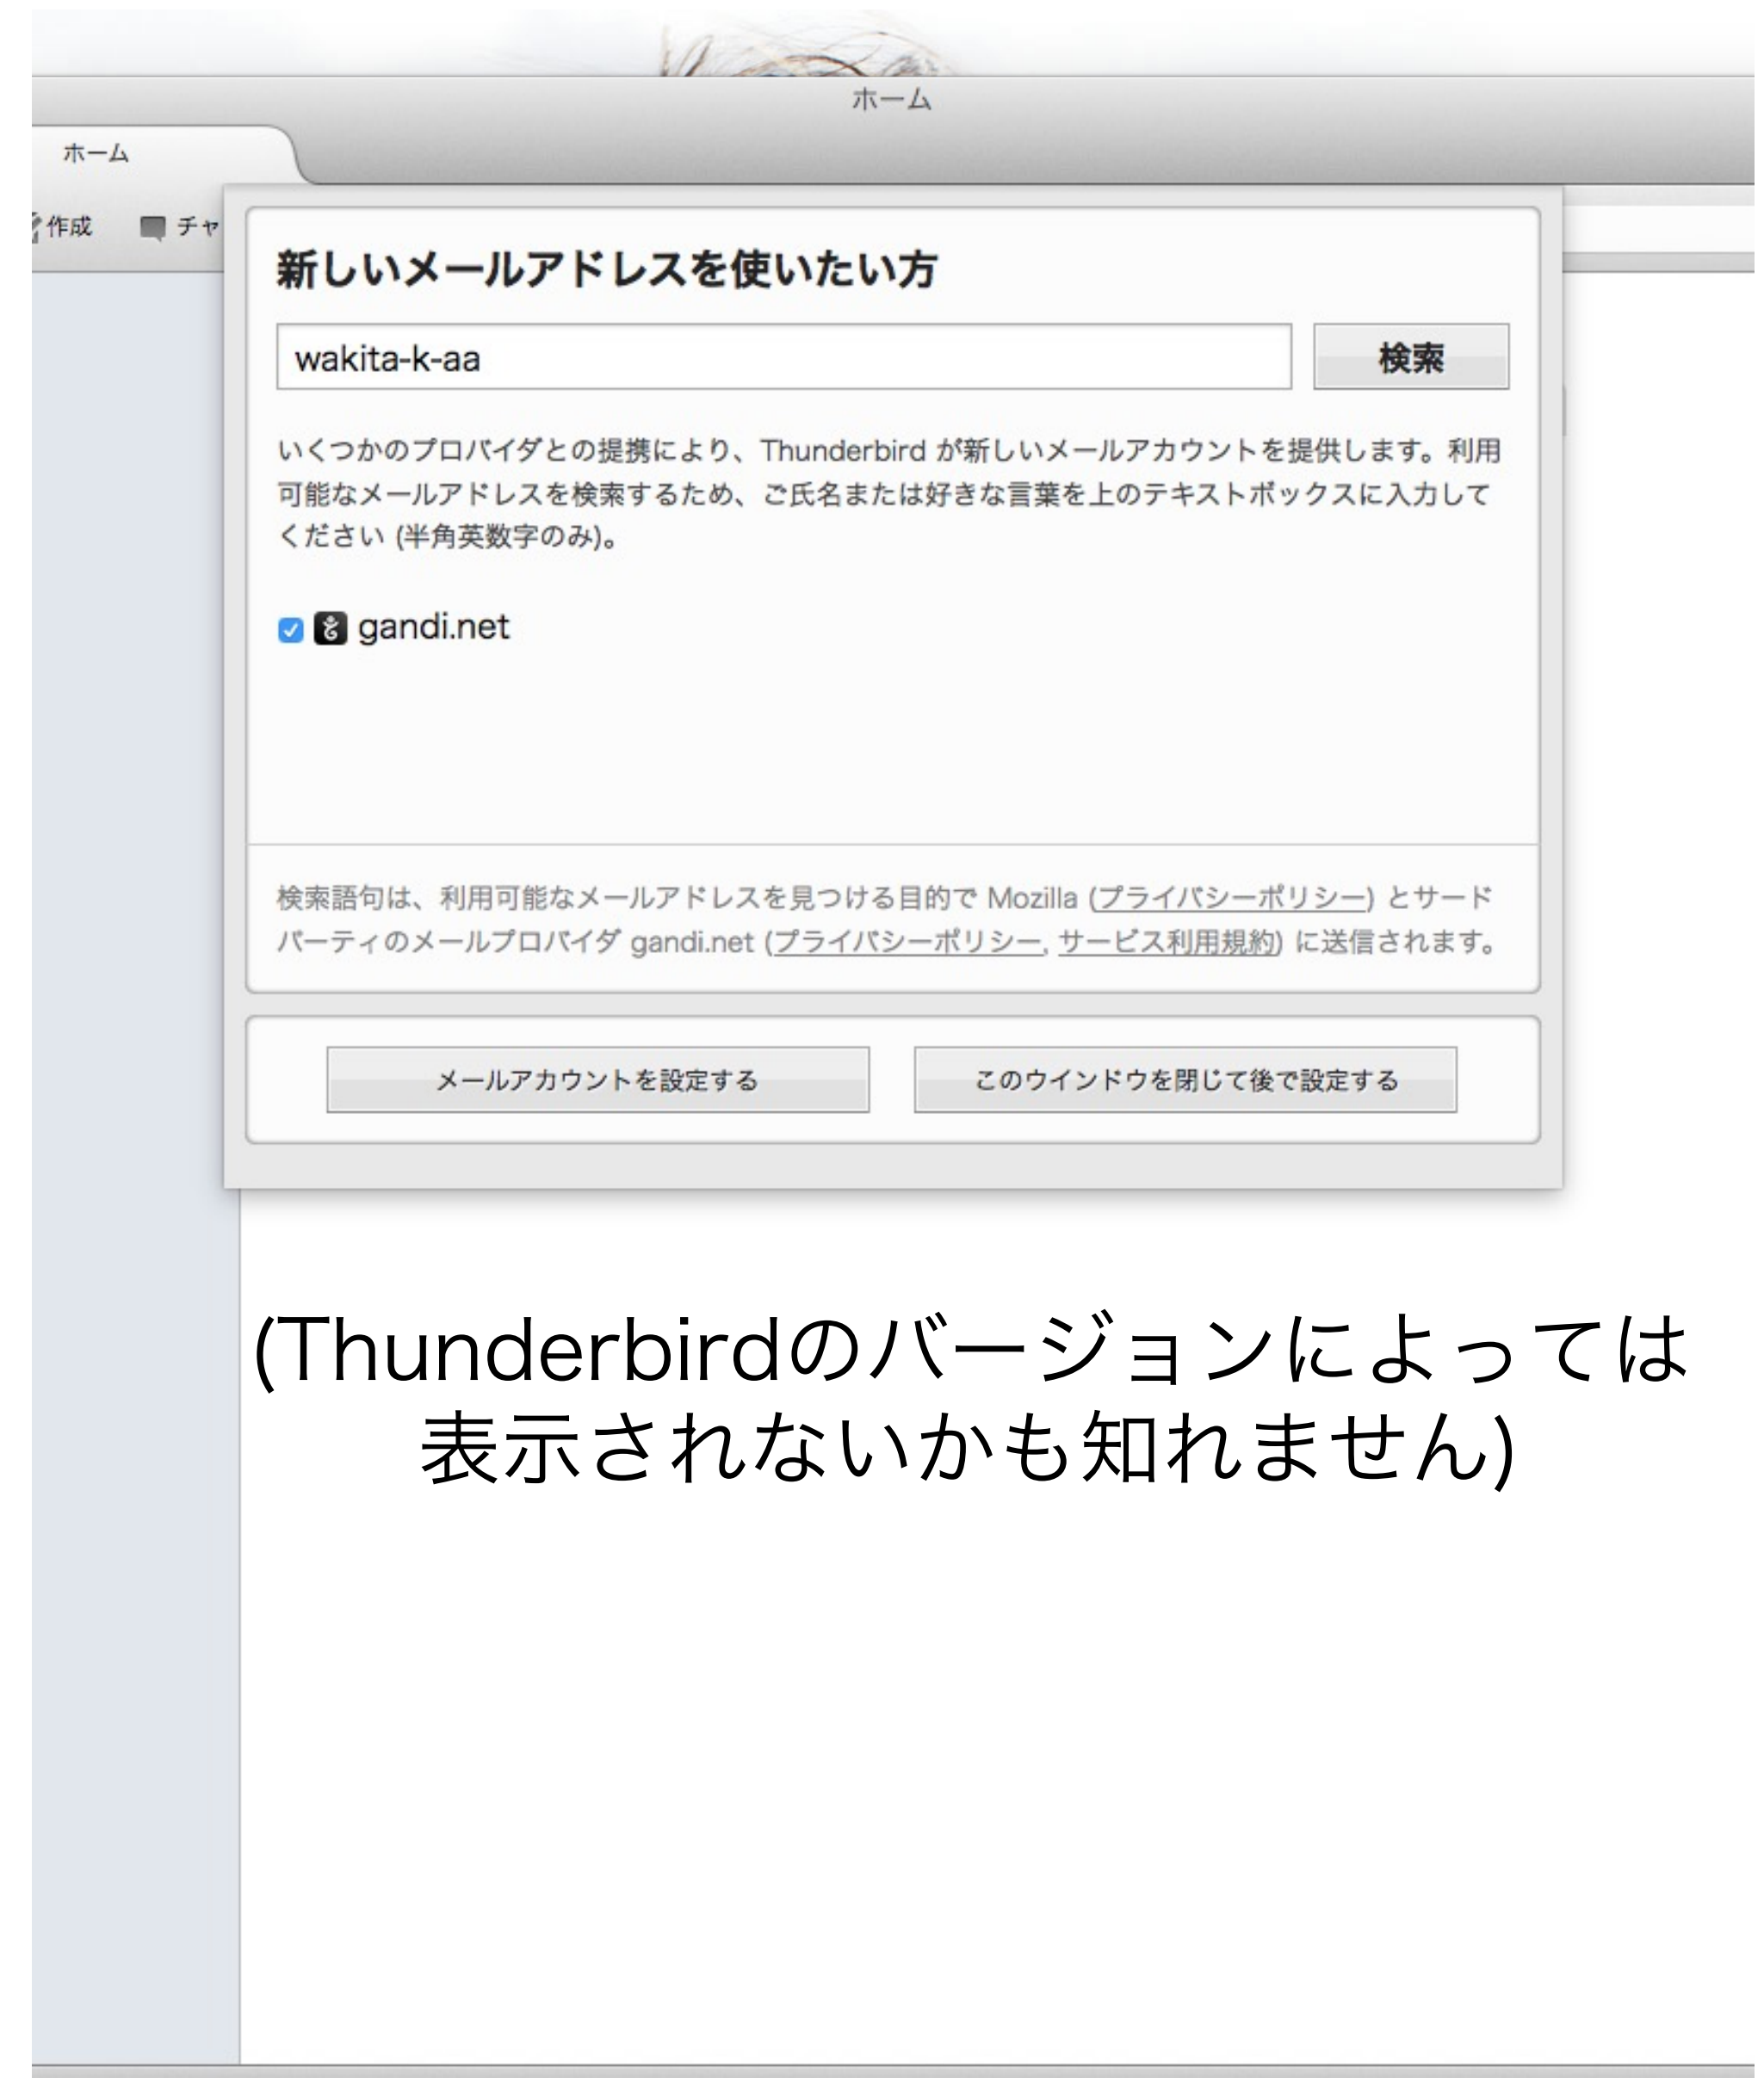 ホーム
ホーム
作成
チャ
新しいメールアドレスを使いたい方
wakita-k-aa
検索
いくつかのプロバイダとの提携により、Thunderbird が新しいメールアカウントを提供します。利用
可能なメールアドレスを検索するため、ご氏名または好きな言葉を上のテキストボックスに入力して
ください (半角英数字のみ)。
gandi.net
検索語句は、利用可能なメールアドレスを見つける目的で Mozilla (プライバシーポリシー) とサード
パーティのメールプロバイダ gandi.net (プライバシーポリシー, サービス利用規約) に送信されます。
メールアカウントを設定する
このウインドウを閉じて後で設定する
(Thunderbirdのバージョンによっては
表示されないかも知れません)